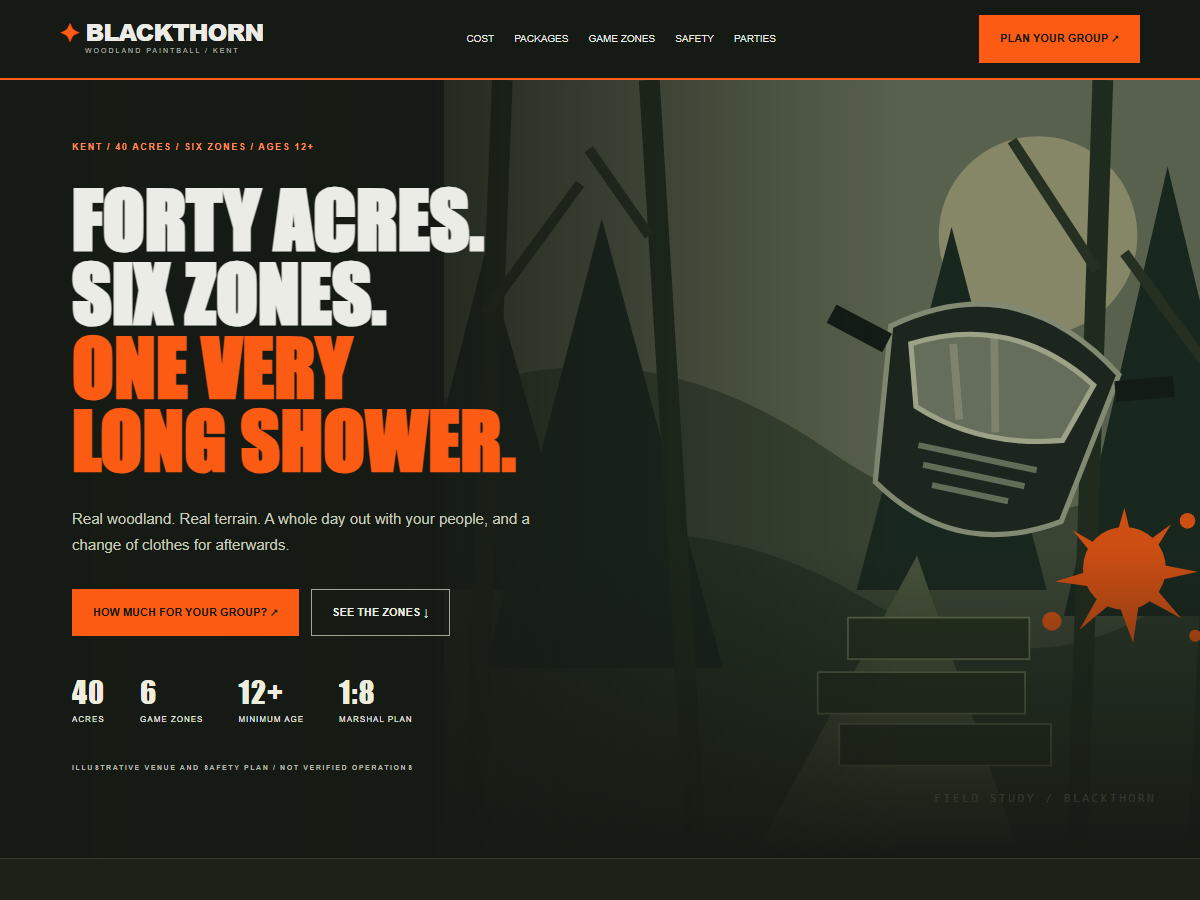 BLACKTHORN
WOODLAND PAINTBALL / KENT
COST PACKAGES GAME ZONES SAFETY PARTIES
PLAN YOUR GROUP ↗
KENT / 40 ACRES / SIX ZONES / AGES 12+
FORTY ACRES.
SIX ZONES.
ONE VERY
LONG SHOWER.
Real woodland. Real terrain. A whole day out with your people, and a
change of clothes for afterwards.
HOW MUCH FOR YOUR GROUP? ↗ SEE THE ZONES ↓
40 6 12+ 1:8
ACRES GAME ZONES MINIMUM AGE MARSHAL PLAN
ILLUSTRATIVE VENUE AND SAFETY PLAN / NOT VERIFIED OPERATIONS
FIELD STUDY / BLACKTHORN